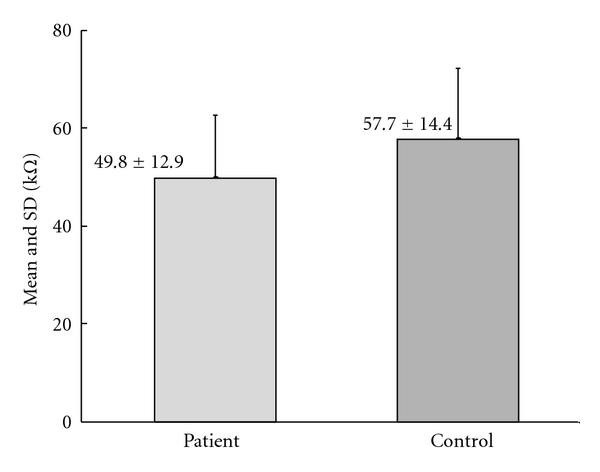 80
60
40
20
0
Mean and SD (kΩ)
49.8 ± 12.9
57.7 ± 14.4
Patient
Control